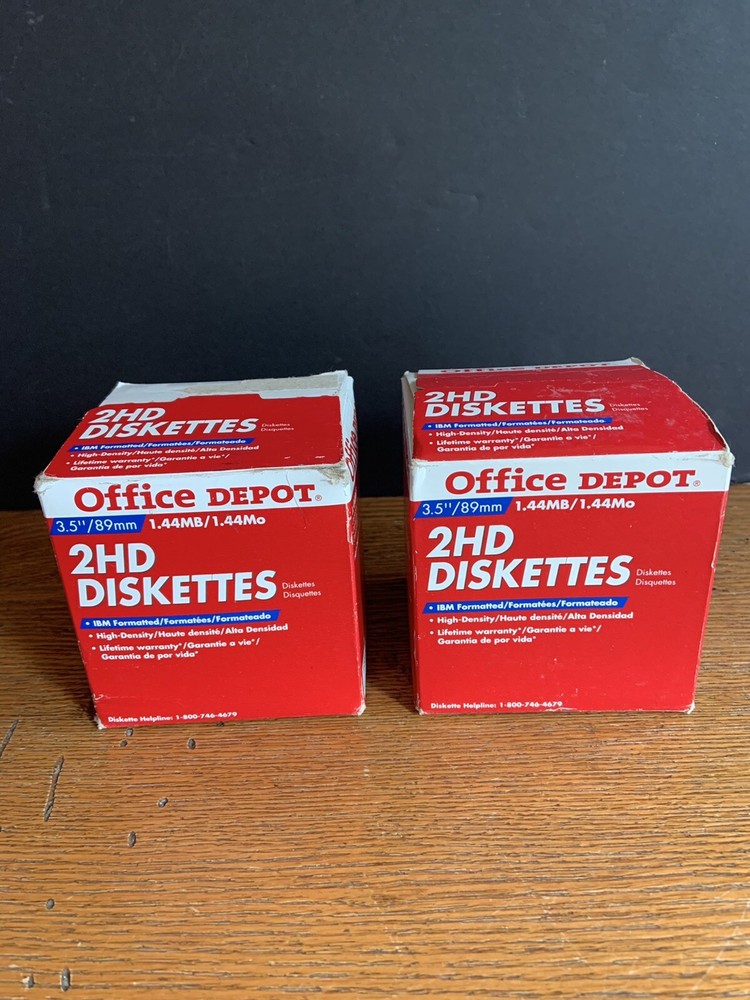 2HD
DISKETTES Diskettes
Disquettes
• IBM Formatted/Formatées/Formateado
• High-Density/Haute densité/Alta Densidad
• Lifetime warranty*/Garantie a vie*/
Garantia de por vida*
Office DEPOT®
3.5"/89mm 1.44MB/1.44Mo
2HD
DISKETTES Diskettes
Disquettes
• IBM Formatted/Formatées/Formateado
• High-Density/Haute densité/Alta Densidad
• Lifetime warranty*/Garantie a vie*/
Garantia de por vida*
Diskette Helpline: 1-800-746-4679
Office DEPOT
2HD
DISKETTES Diskettes
Disquettes
• IBM Formatted/Formatées/Formateado
• High-Density/Haute densité/Alta Densidad
• Lifetime warranty*/Garantie a vie*/
Garantia de por vida*
Office DEPOT®
3.5"/89mm 1.44MB/1.44Mo
2HD
DISKETTES Diskettes
Disquettes
• IBM Formatted/Formatées/Formateado
• High-Density/Haute densité/Alta Densidad
• Lifetime warranty*/Garantie a vie*/
Garantia de por vida*
Diskette Helpline: 1-800-746-4679